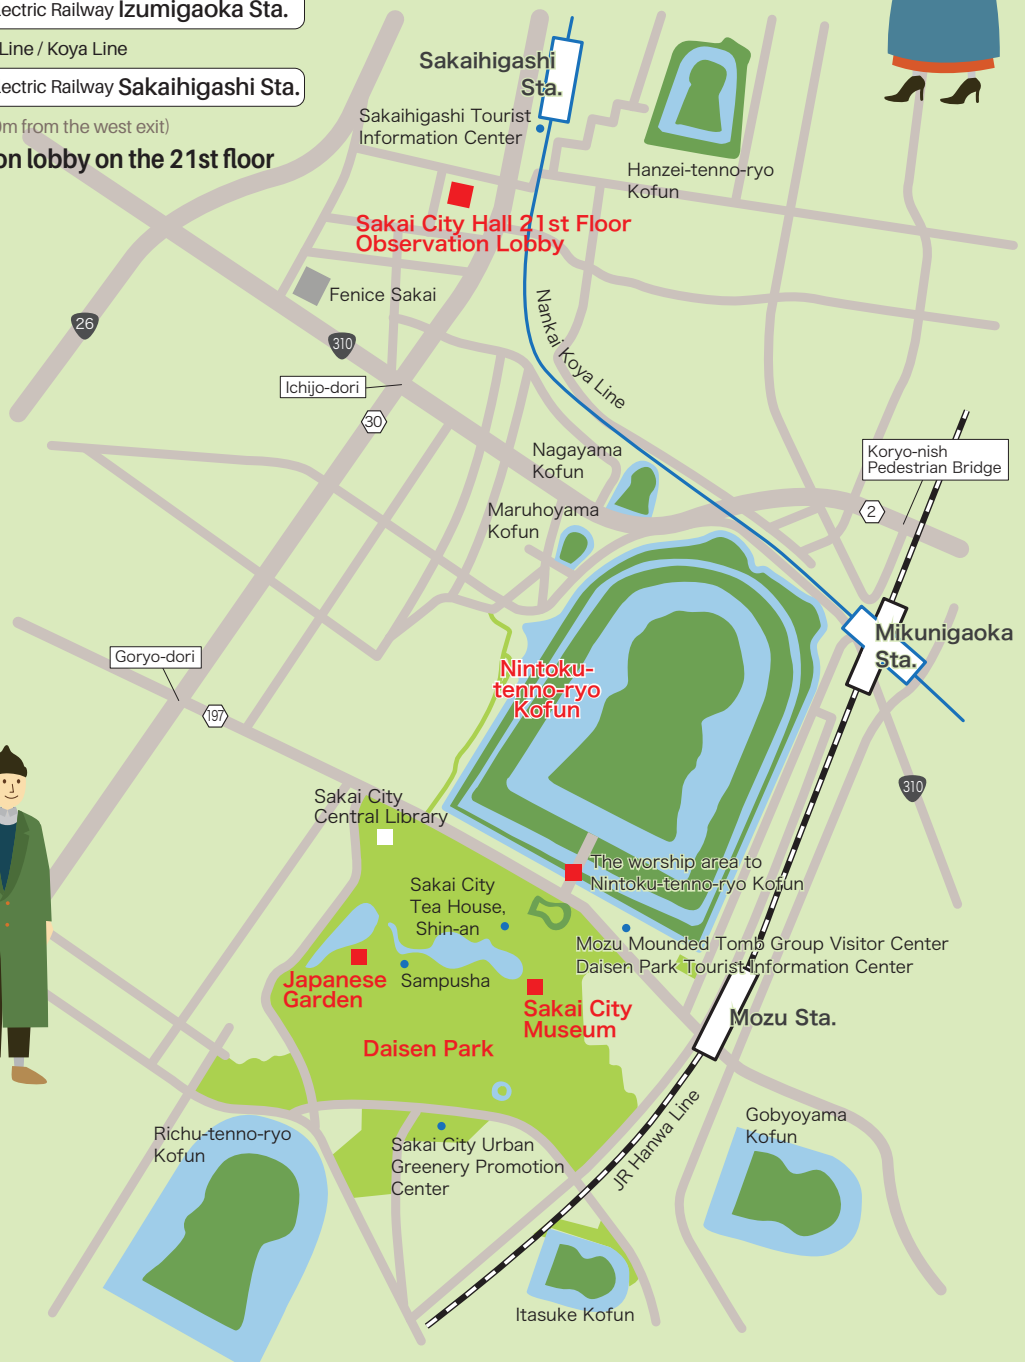 ectric Railway Izumigaoka Sta.
Line / Koya Line
ectric Railway Sakaihigashi Sta.
m from the west exit)
on lobby on the 21st floor
Sakaihigashi
Sta.
Sakaihigashi Tourist
Information Center
Hanzei-tenno-ryo
Kofun
Sakai City Hall 21st Floor
Observation Lobby
Fenice Sakai
26
310
Nankai Koya Line
Ichijo-dori
30
Nagayama
Kofun
Koryo-nish
Pedestrian Bridge
Maruhoyama
Kofun
2
Mikunigaoka
Sta.
Goryo-dori
Nintoku-
tenno-ryo
Kofun
197
310
Sakai City
Central Library
The worship area to
Nintoku-tenno-ryo Kofun
Sakai City
Tea House,
Shin-an
Mozu Mounded Tomb Group Visitor Center
Daisen Park Tourist Information Center
Japanese
Garden
Sampusha
Sakai City
Museum
Mozu Sta.
Daisen Park
JR Hanwa Line
Gobyoyama
Kofun
Richu-tenno-ryo
Kofun
Sakai City Urban
Greenery Promotion
Center
Itasuke Kofun